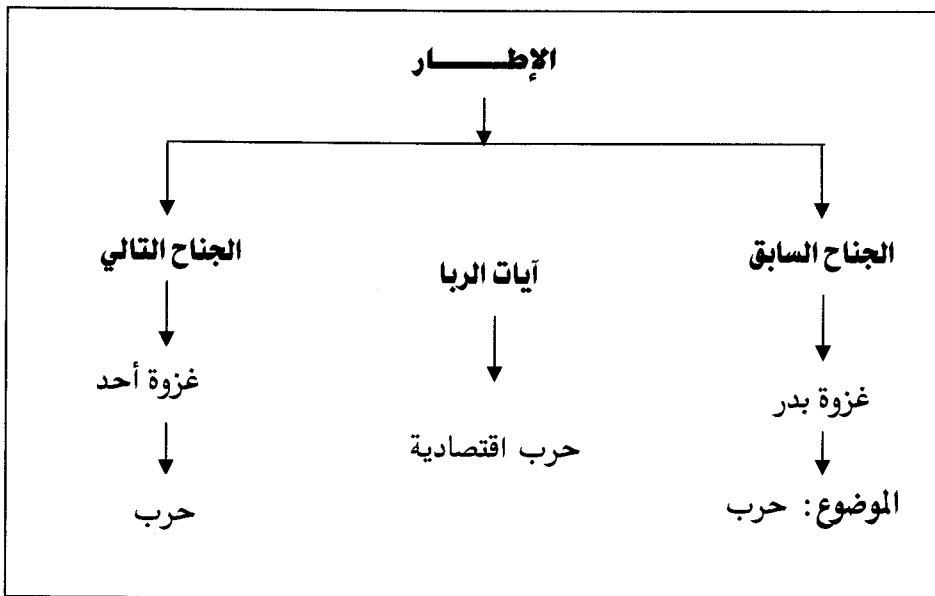 الإطـــــــار
الجناح السابق
آيات الربا
الجناح التالي
غزوة بدر
حرب اقتصادية
غزوة أحد
الموضوع: حرب
حرب